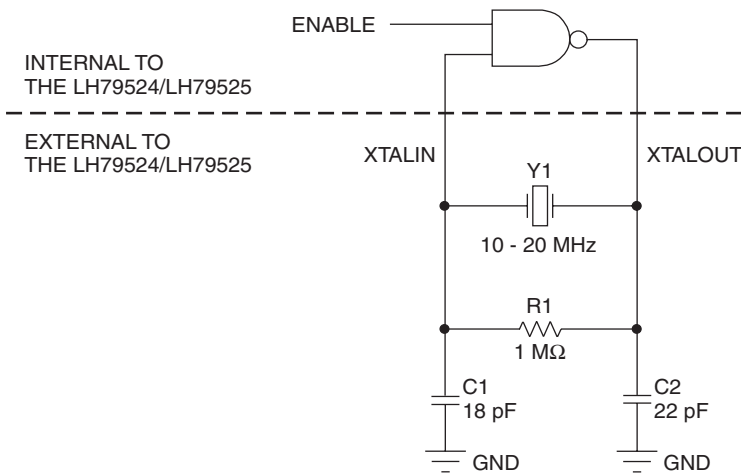 ENABLE
INTERNAL TO
THE LH79524/LH79525
EXTERNAL TO
THE LH79524/LH79525
XTALIN
XTALOUT
Y1
10 - 20 MHz
R1
1 MΩ
C1
18 pF
C2
22 pF
GND
GND